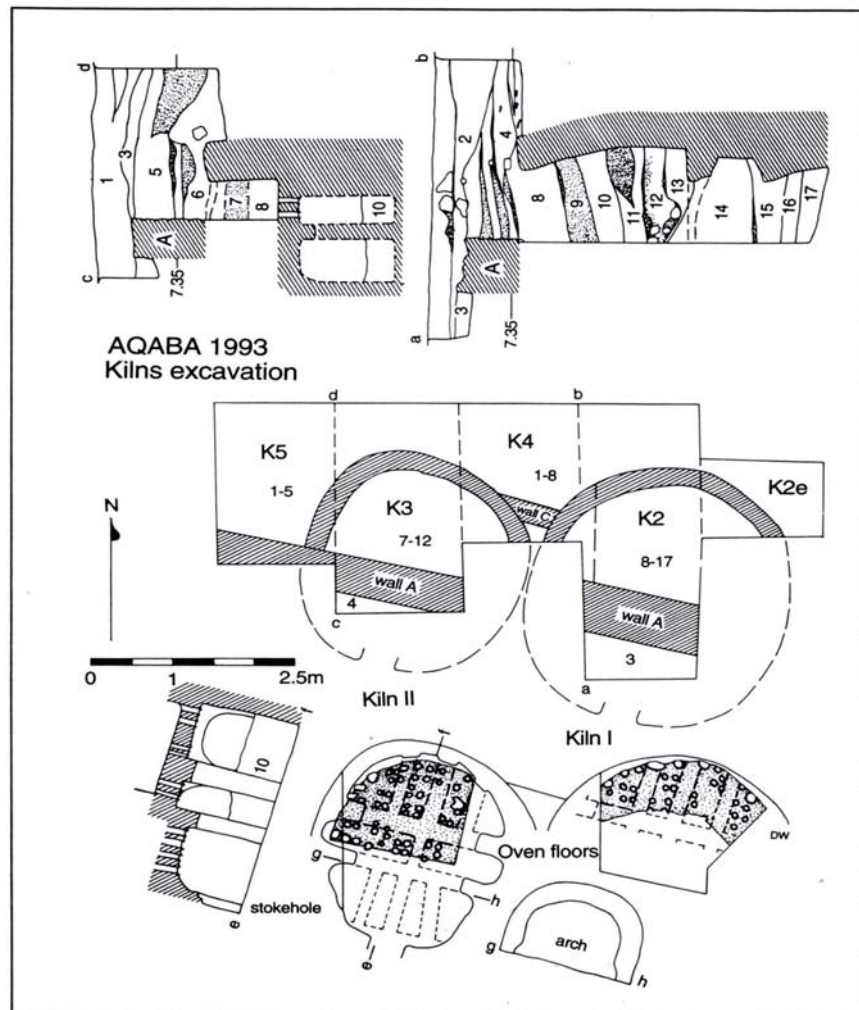 d
1
3
5
6
7
8
10
A
c
7.35
b
2
4
8
9
10
11
12
13
14
15
16
17
A
3
a
7.35
AQABA 1993
Kilns excavation
d
b
K5
1-5
K4
1-8
K2e
K3
7-12
wall C
K2
8-17
N
wall A
4
c
wall A
3
a
0 1 2.5m
Kiln II
Kiln I
f
10
f
DW
Oven floors
g
h
stokehole
e
e
arch
g
h